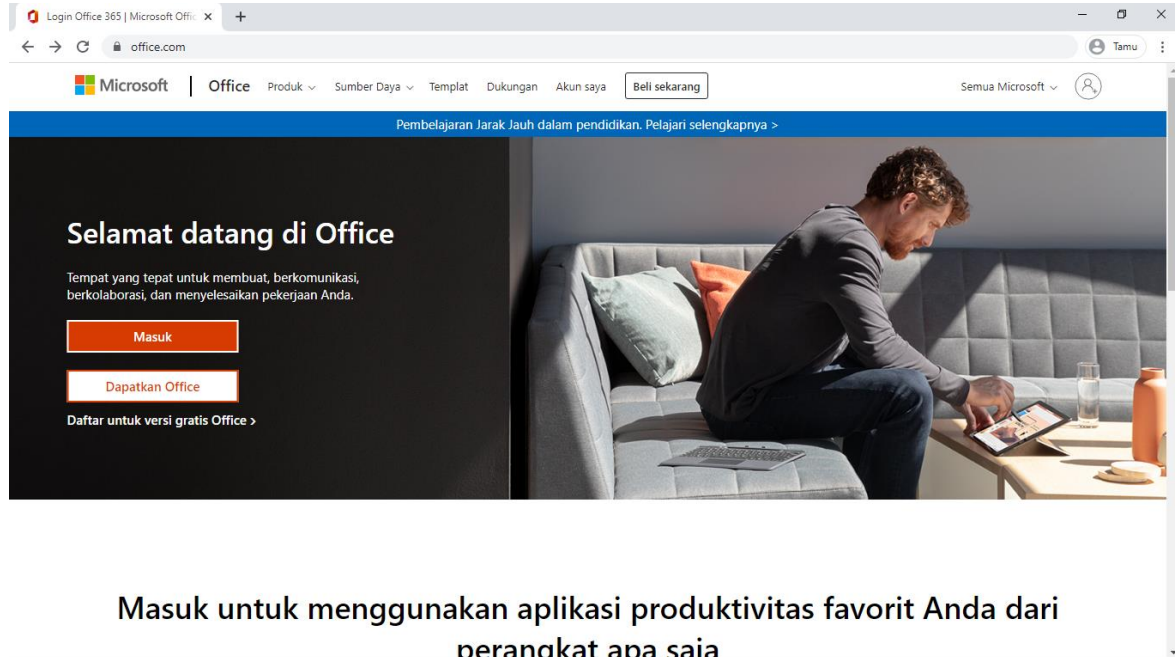 Login Office 365 | Microsoft Offic
office.com
Tamu
Microsoft
Office
Produk
Sumber Daya
Templat
Dukungan
Akun saya
Beli sekarang
Semua Microsoft
Pembelajaran Jarak Jauh dalam pendidikan. Pelajari selengkapnya >
Selamat datang di Office
Tempat yang tepat untuk membuat, berkomunikasi,
berkolaborasi, dan menyelesaikan pekerjaan Anda.
Masuk
Dapatkan Office
Daftar untuk versi gratis Office >
Masuk untuk menggunakan aplikasi produktivitas favorit Anda dari
perangkat apa saja